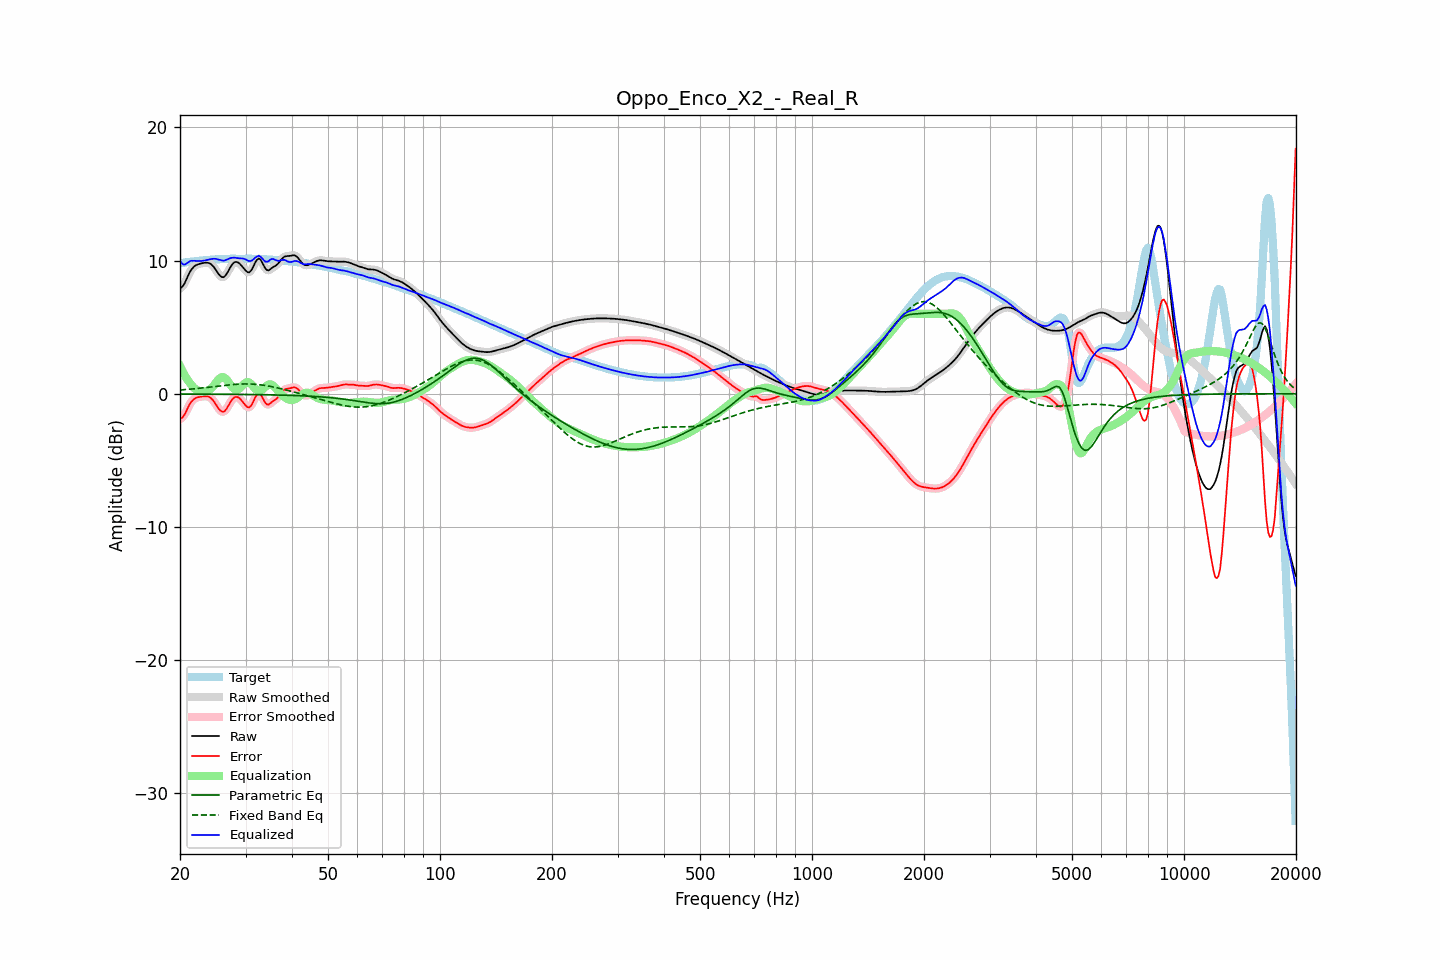 Oppo_Enco_X2_-_Real_R
20
10
0
−10
−20
−30
Amplitude (dBr)
Target
Raw Smoothed
Error Smoothed
Raw
Error
Equalization
Parametric Eq
Fixed Band Eq
Equalized
20 50 100 200 500 1000 2000 5000 10000 20000
Frequency (Hz)